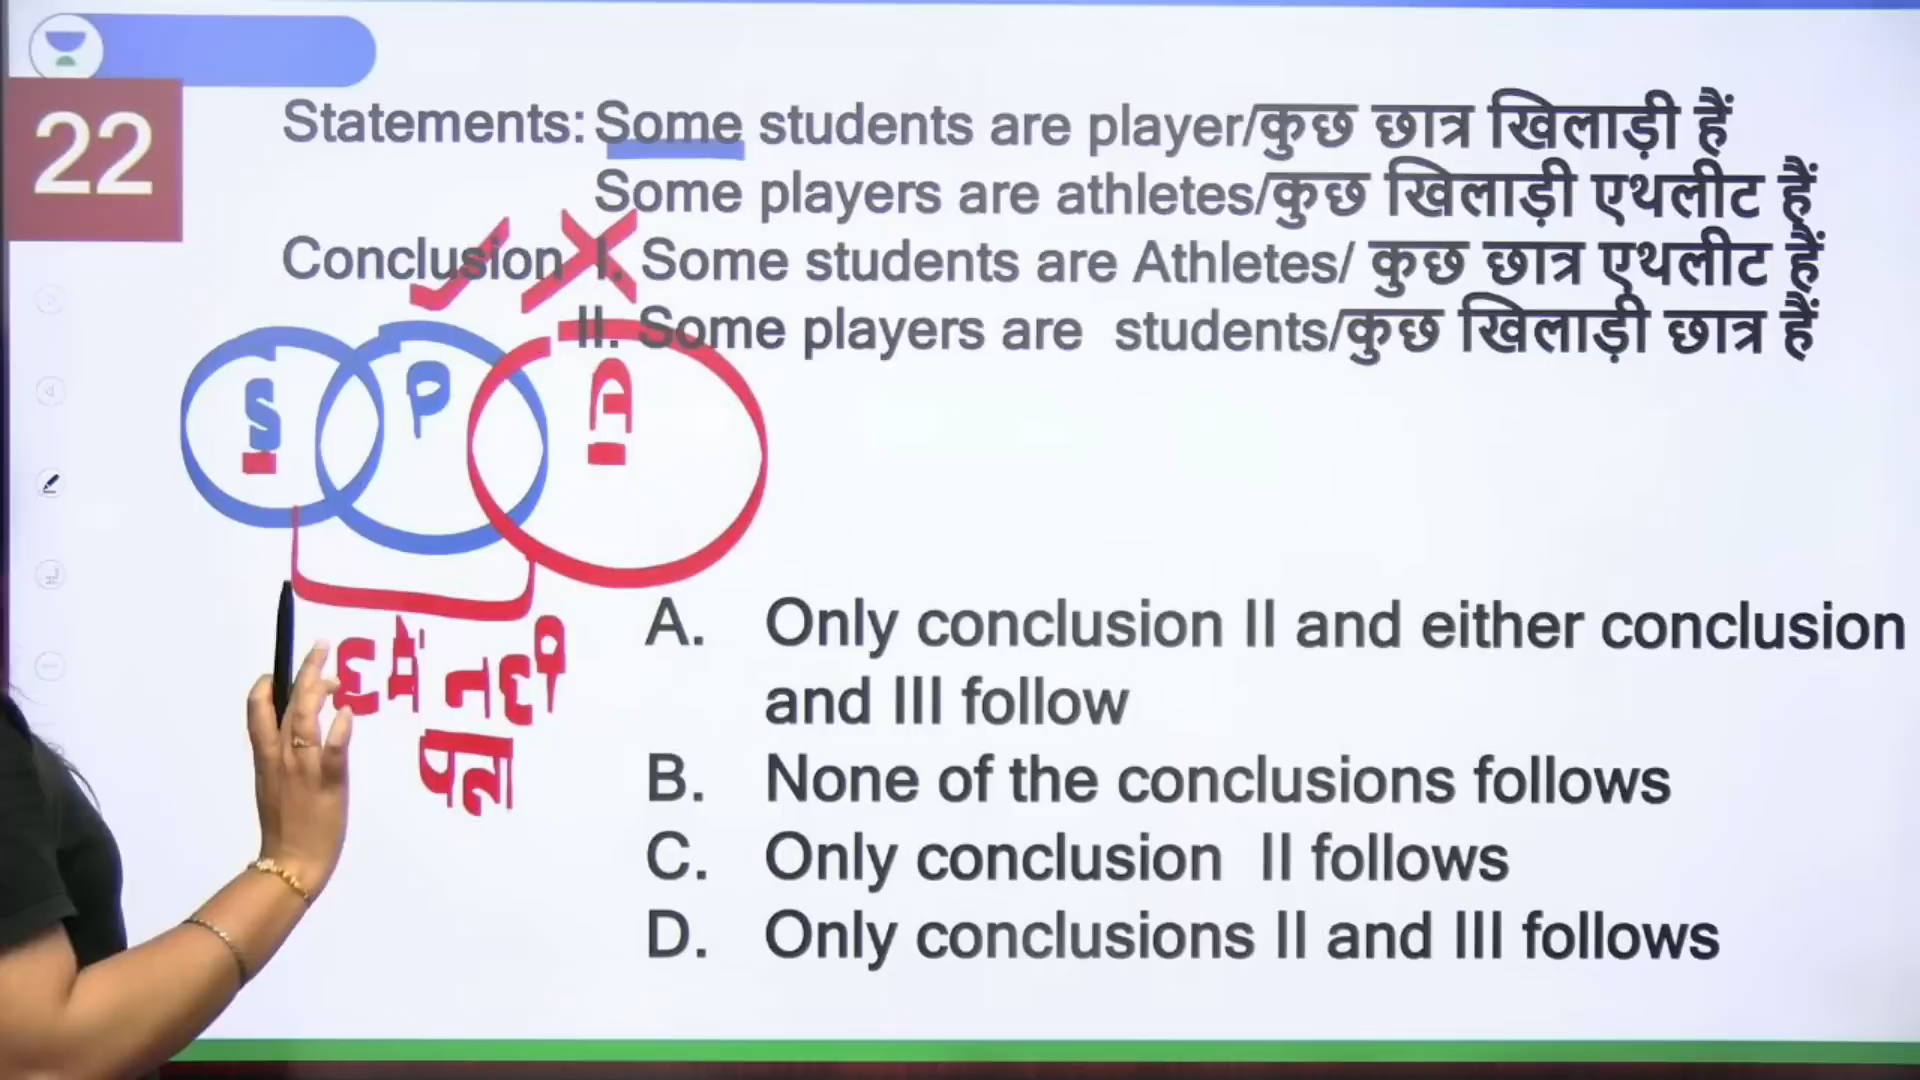 22
Statements: Some students are player/कुछ छात्र खिलाड़ी हैं
Some players are athletes/कुछ खिलाड़ी एथलीट हैं
Conclusion I. Some students are Athletes/ कुछ छात्र एथलीट हैं
II. Some players are students/कुछ खिलाड़ी छात्र हैं
S P A
हमें नही
पता
A. Only conclusion II and either conclusion
and III follow
B. None of the conclusions follows
C. Only conclusion II follows
D. Only conclusions II and III follows